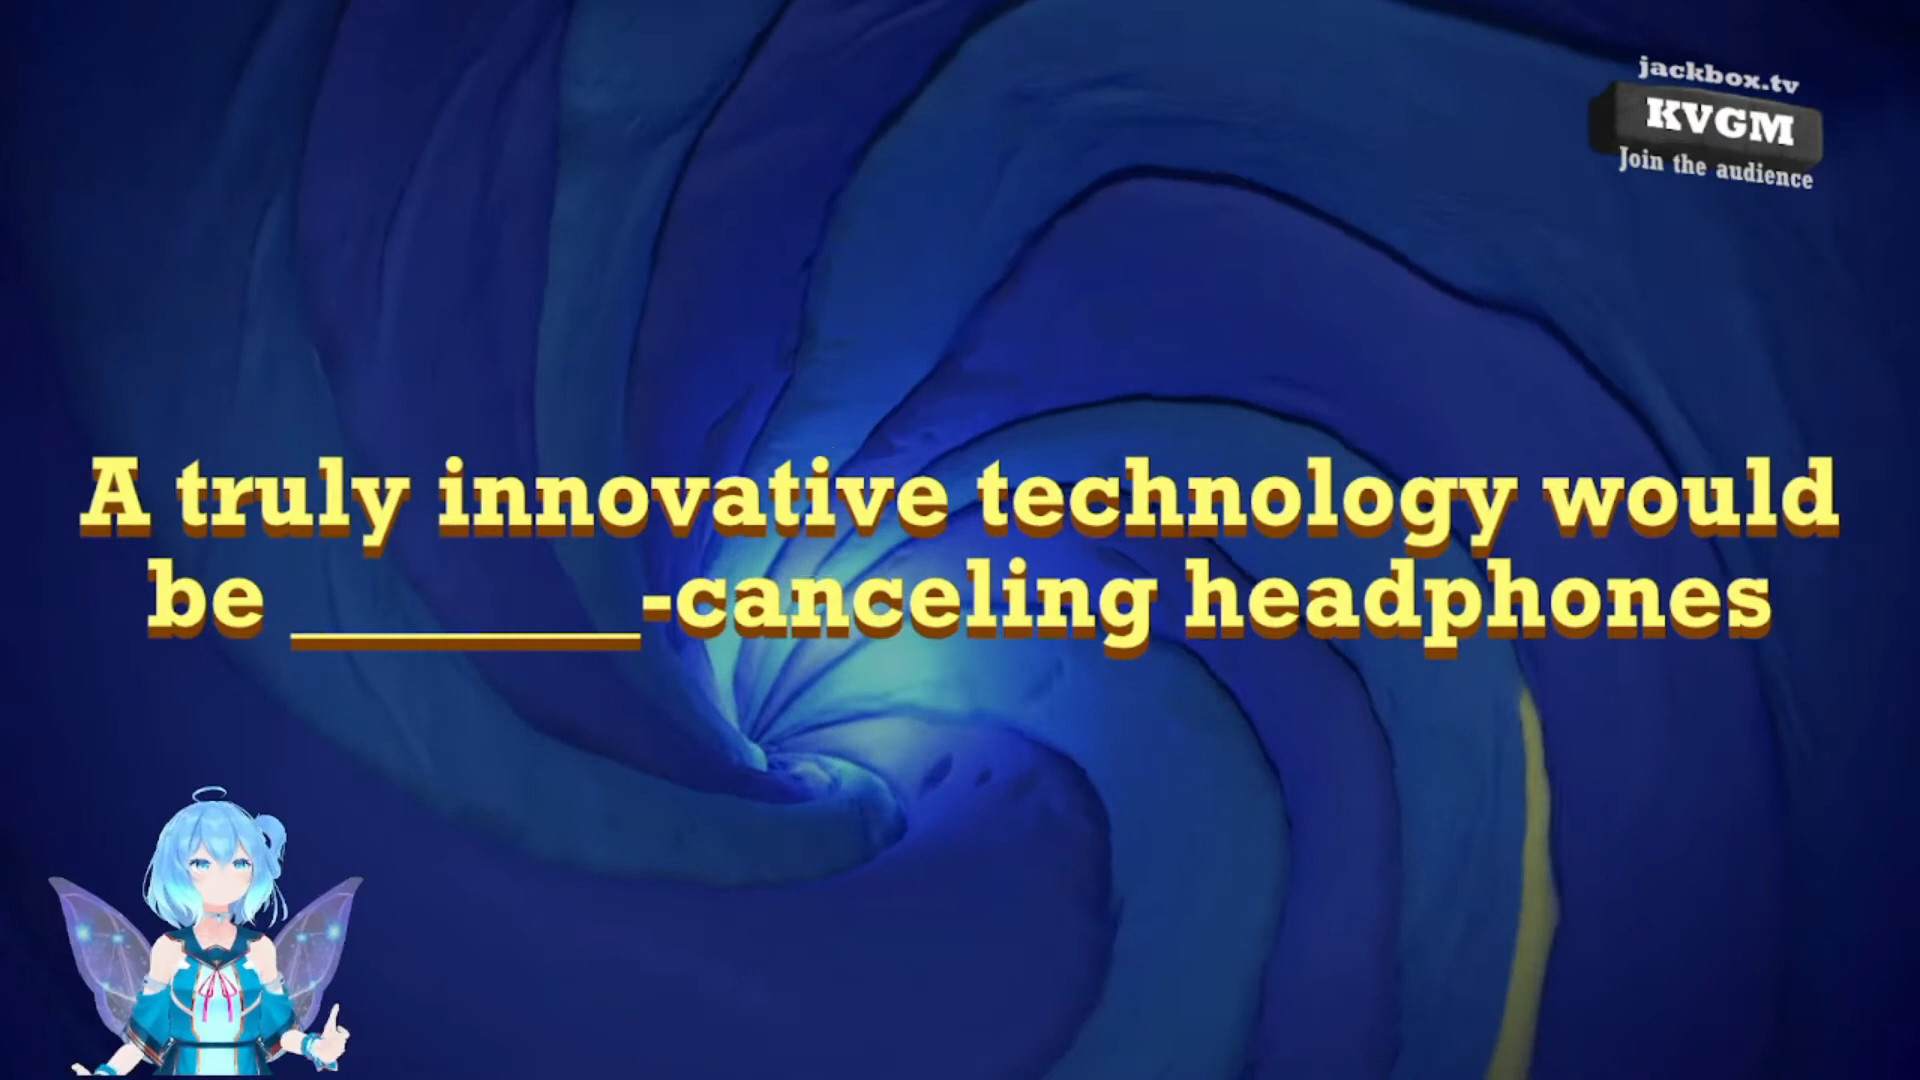 jackbox.tv
KVGM
Join the audience
A truly innovative technology would
be ________-canceling headphones